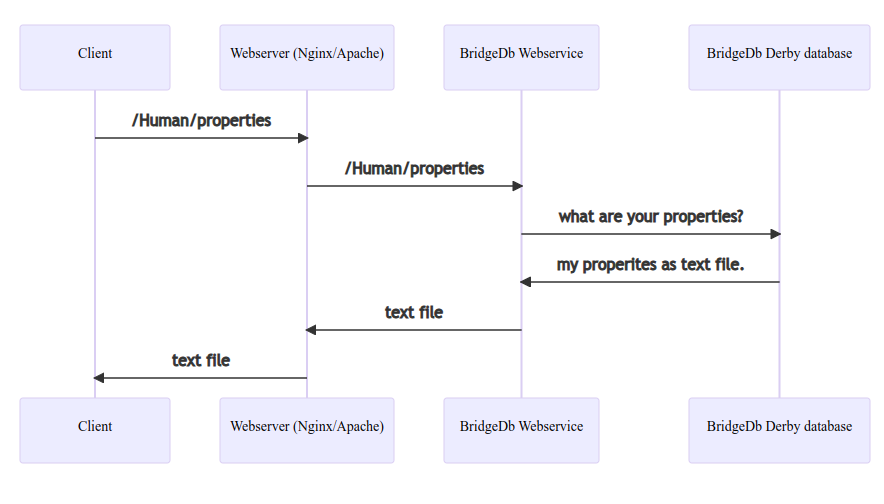 Client
Webserver (Nginx/Apache)
BridgeDb Webservice
BridgeDb Derby database
/Human/properties
/Human/properties
what are your properties?
my properites as text file.
text file
text file
Client
Webserver (Nginx/Apache)
BridgeDb Webservice
BridgeDb Derby database